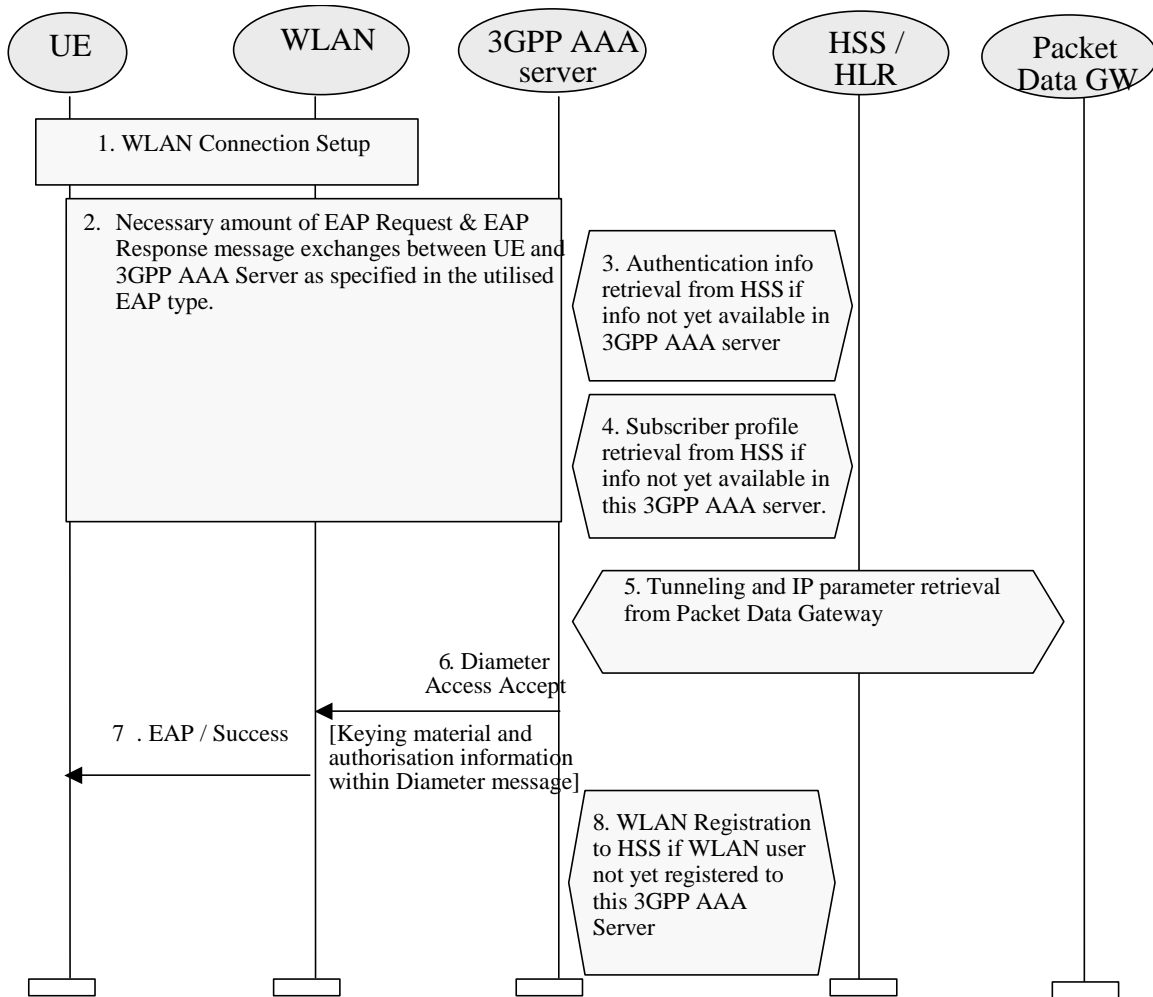 UE
WLAN
3GPP AAA
server
HSS /
HLR
Packet
Data GW
1. WLAN Connection Setup
2. Necessary amount of EAP Request & EAP
Response message exchanges between UE and
3GPP AAA Server as specified in the utilised
EAP type.
3. Authentication info
retrieval from HSS if
info not yet available in
3GPP AAA server
4. Subscriber profile
retrieval from HSS if
info not yet available in
this 3GPP AAA server.
5. Tunneling and IP parameter retrieval
from Packet Data Gateway
6. Diameter
Access Accept
7 . EAP / Success
[Keying material and
authorisation information
within Diameter message]
8. WLAN Registration
to HSS if WLAN user
not yet registered to
this 3GPP AAA
Server